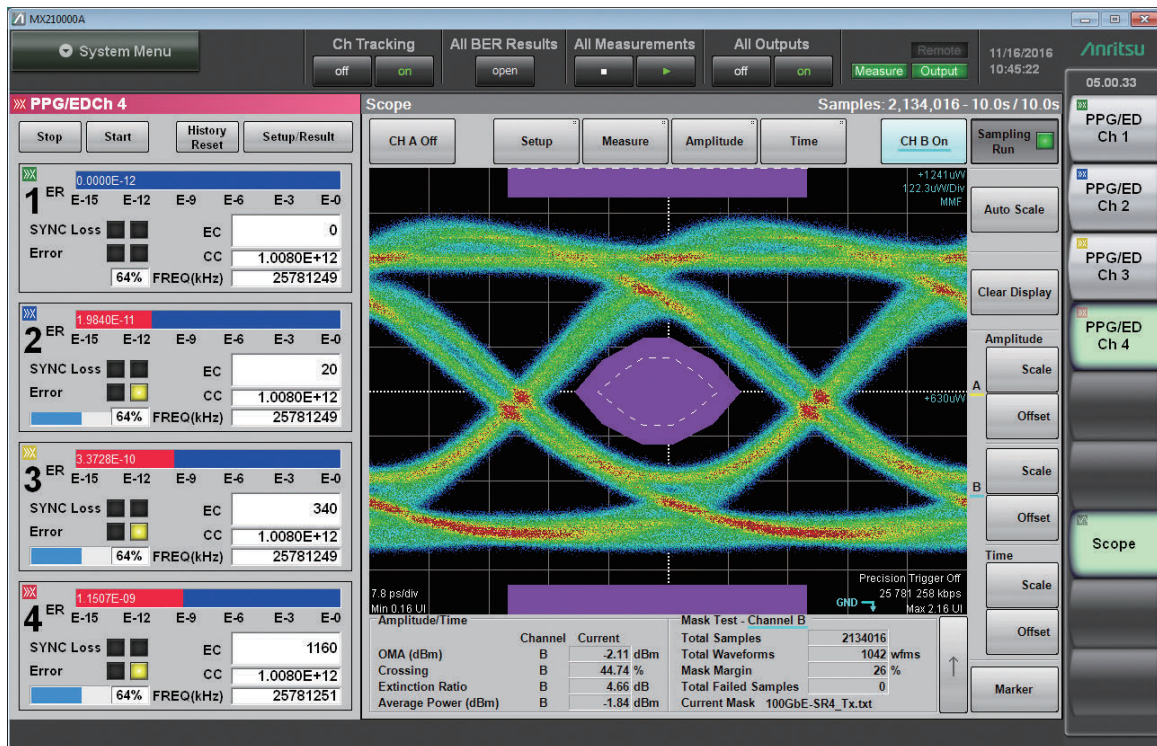 MX210000A
System Menu
Ch Tracking
off on
All BER Results
open
All Measurements
All Outputs
off on
Remote
Measure Output
11/16/2016
10:45:22
Anritsu
05.00.33
PPG/EDCh 4
Stop Start History Reset Setup/Result
1 ER 0.0000E-12
E-15 E-12 E-9 E-6 E-3 E-0
SYNC Loss EC 0
Error CC 1.0080E+12
64% FREQ(kHz) 25781249
2 ER 1.9840E-11
E-15 E-12 E-9 E-6 E-3 E-0
SYNC Loss EC 20
Error CC 1.0080E+12
64% FREQ(kHz) 25781249
3 ER 3.3728E-10
E-15 E-12 E-9 E-6 E-3 E-0
SYNC Loss EC 340
Error CC 1.0080E+12
64% FREQ(kHz) 25781249
4 ER 1.1507E-09
E-15 E-12 E-9 E-6 E-3 E-0
SYNC Loss EC 1160
Error CC 1.0080E+12
64% FREQ(kHz) 25781251
Scope Samples: 2,134,016 - 10.0s / 10.0s
CH A Off Setup Measure Amplitude Time CH B On Sampling Run
+1241uW
122.3uW/Div
MMF
+630uW
Precision Trigger Off
7.8 ps/div 25 781 258 kbps
GND
Min 0.16 UI Max 2.16 UI
Amplitude/Time
Channel Current
OMA (dBm) B -2.11 dBm
Crossing B 44.74 %
Extinction Ratio B 4.66 dB
Average Power (dBm) B -1.84 dBm
Mask Test - Channel B
Total Samples 2134016
Total Waveforms 1042 wfms
Mask Margin 26 %
Total Failed Samples 0
Current Mask 100GbE-SR4_Tx.txt
Auto Scale
Clear Display
Amplitude
Scale
A
Offset
Scale
B
Offset
Time
Scale
Offset
Marker
PPG/ED
Ch 1
PPG/ED
Ch 2
PPG/ED
Ch 3
PPG/ED
Ch 4
Scope